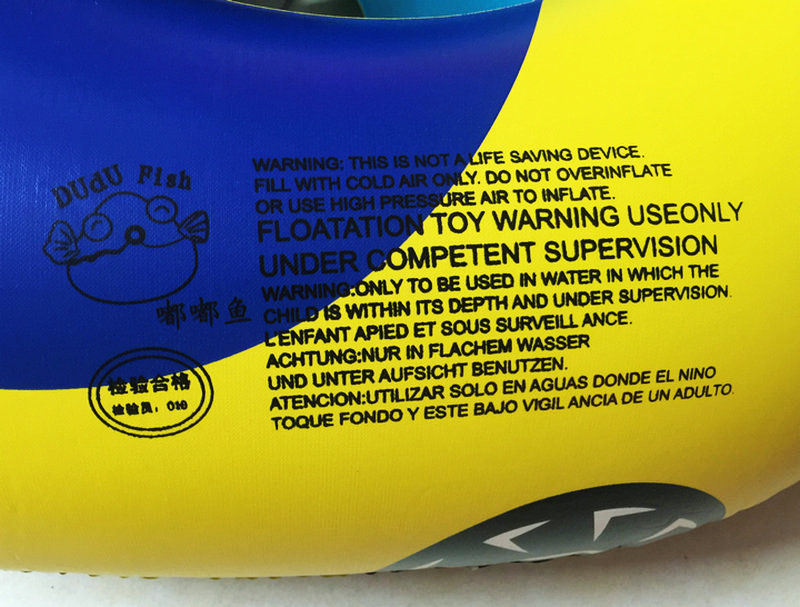 DUdU Fish
嘟嘟鱼
检验合格
检验员：010
WARNING: THIS IS NOT A LIFE SAVING DEVICE.
FILL WITH COLD AIR ONLY. DO NOT OVERINFLATE
OR USE HIGH PRESSURE AIR TO INFLATE.
FLOATATION TOY WARNING USEONLY
UNDER COMPETENT SUPERVISION
WARNING:ONLY TO BE USED IN WATER IN WHICH THE
CHILD IS WITHIN ITS DEPTH AND UNDER SUPERVISION.
L'ENFANT APIED ET SOUS SURVEILL ANCE.
ACHTUNG:NUR IN FLACHEM WASSER
UND UNTER AUFSICHT BENUTZEN.
ATENCION:UTILIZAR SOLO EN AGUAS DONDE EL NINO
TOQUE FONDO Y ESTE BAJO VIGIL ANCIA DE UN ADULTO.